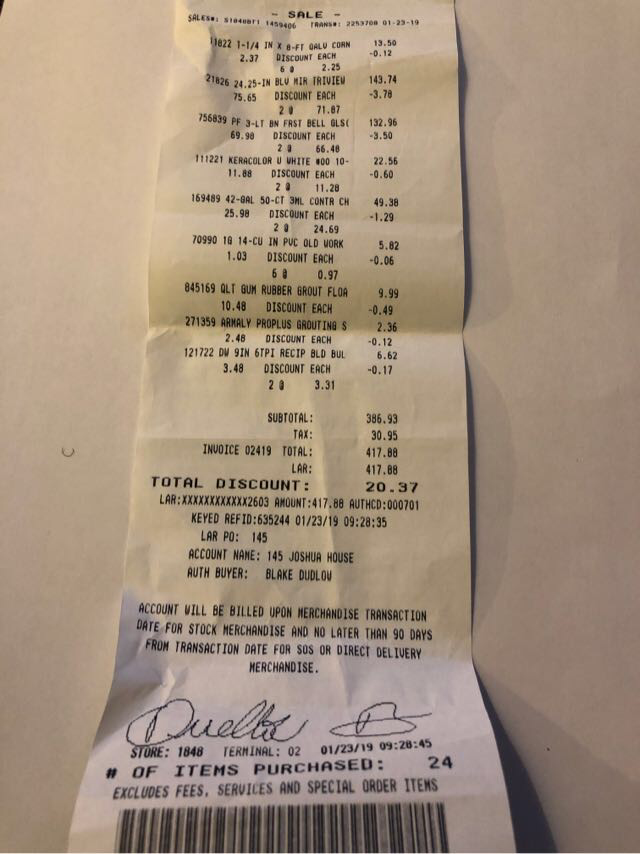 - SALE -
SALES#: S1848DT1 1459406 TRANS#: 2253700 01-23-19
11822 1-1/4 IN X 8-FT GALV CORN 13.50
2.37 DISCOUNT EACH -0.12
6 @ 2.25
21826 24.25-IN BLV MIR TRIVIEW 143.74
75.65 DISCOUNT EACH -3.78
2 @ 71.87
756839 PF 3-LT BN FRST BELL GLS( 132.96
69.98 DISCOUNT EACH -3.50
2 @ 66.48
111221 KERACOLOR U WHITE #00 10- 22.56
11.88 DISCOUNT EACH -0.60
2 @ 11.28
169489 42-GAL 50-CT 3ML CONTR CH 49.38
25.98 DISCOUNT EACH -1.29
2 @ 24.69
70990 1G 14-CU IN PVC OLD WORK 5.82
1.03 DISCOUNT EACH -0.06
6 @ 0.97
845169 QLT GUM RUBBER GROUT FLOA 9.99
10.48 DISCOUNT EACH -0.49
271359 ARMALY PROPLUS GROUTING S 2.36
2.48 DISCOUNT EACH -0.12
121722 DW 9IN 6TPI RECIP BLD BUL 6.62
3.48 DISCOUNT EACH -0.17
2 @ 3.31
SUBTOTAL: 386.93
TAX: 30.95
INVOICE 02419 TOTAL: 417.88
LAR: 417.88
TOTAL DISCOUNT: 20.37
LAR:XXXXXXXXXXXX2603 AMOUNT:417.88 AUTHCD:000701
KEYED REFID:635244 01/23/19 09:28:35
LAR PO: 145
ACCOUNT NAME: 145 JOSHUA HOUSE
AUTH BUYER: BLAKE DUDLOW
ACCOUNT WILL BE BILLED UPON MERCHANDISE TRANSACTION
DATE FOR STOCK MERCHANDISE AND NO LATER THAN 90 DAYS
FROM TRANSACTION DATE FOR SOS OR DIRECT DELIVERY
MERCHANDISE.
STORE: 1848 TERMINAL: 02 01/23/19 09:28:45
# OF ITEMS PURCHASED: 24
EXCLUDES FEES, SERVICES AND SPECIAL ORDER ITEMS